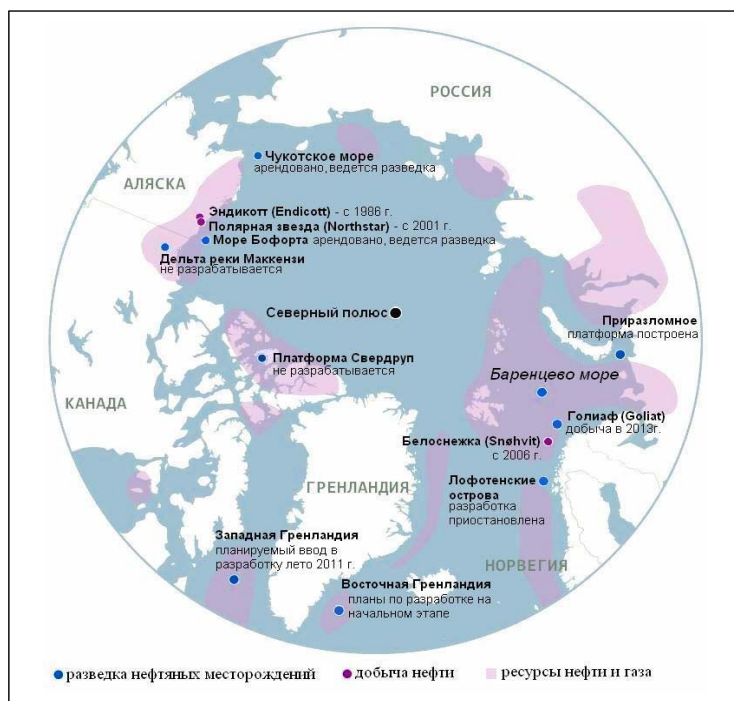 РОССИЯ
Чукотское море
арендовано, ведется разведка
АЛЯСКА
Эндикотт (Endicott) - с 1986 г.
Полярная звезда (Northstar) - с 2001 г.
Море Бофорта арендовано, ведется разведка
Дельта реки Маккензи
не разрабатывается
Северный полюс
Приразломное
платформа построена
Платформа Свердруп
не разрабатывается
Баренцево море
КАНАДА
Голиаф (Goliat)
добыча в 2013г.
Белоснежка (Snøhvit)
с 2006 г.
ГРЕНЛАНДИЯ
Лофотенские
острова
разработка
приостановлена
Западная Гренландия
планируемый ввод в
разработку лето 2011 г.
НОРВЕГИЯ
Восточная Гренландия
планы по разработке на
начальном этапе
разведка нефтяных месторождений
добыча нефти
ресурсы нефти и газа